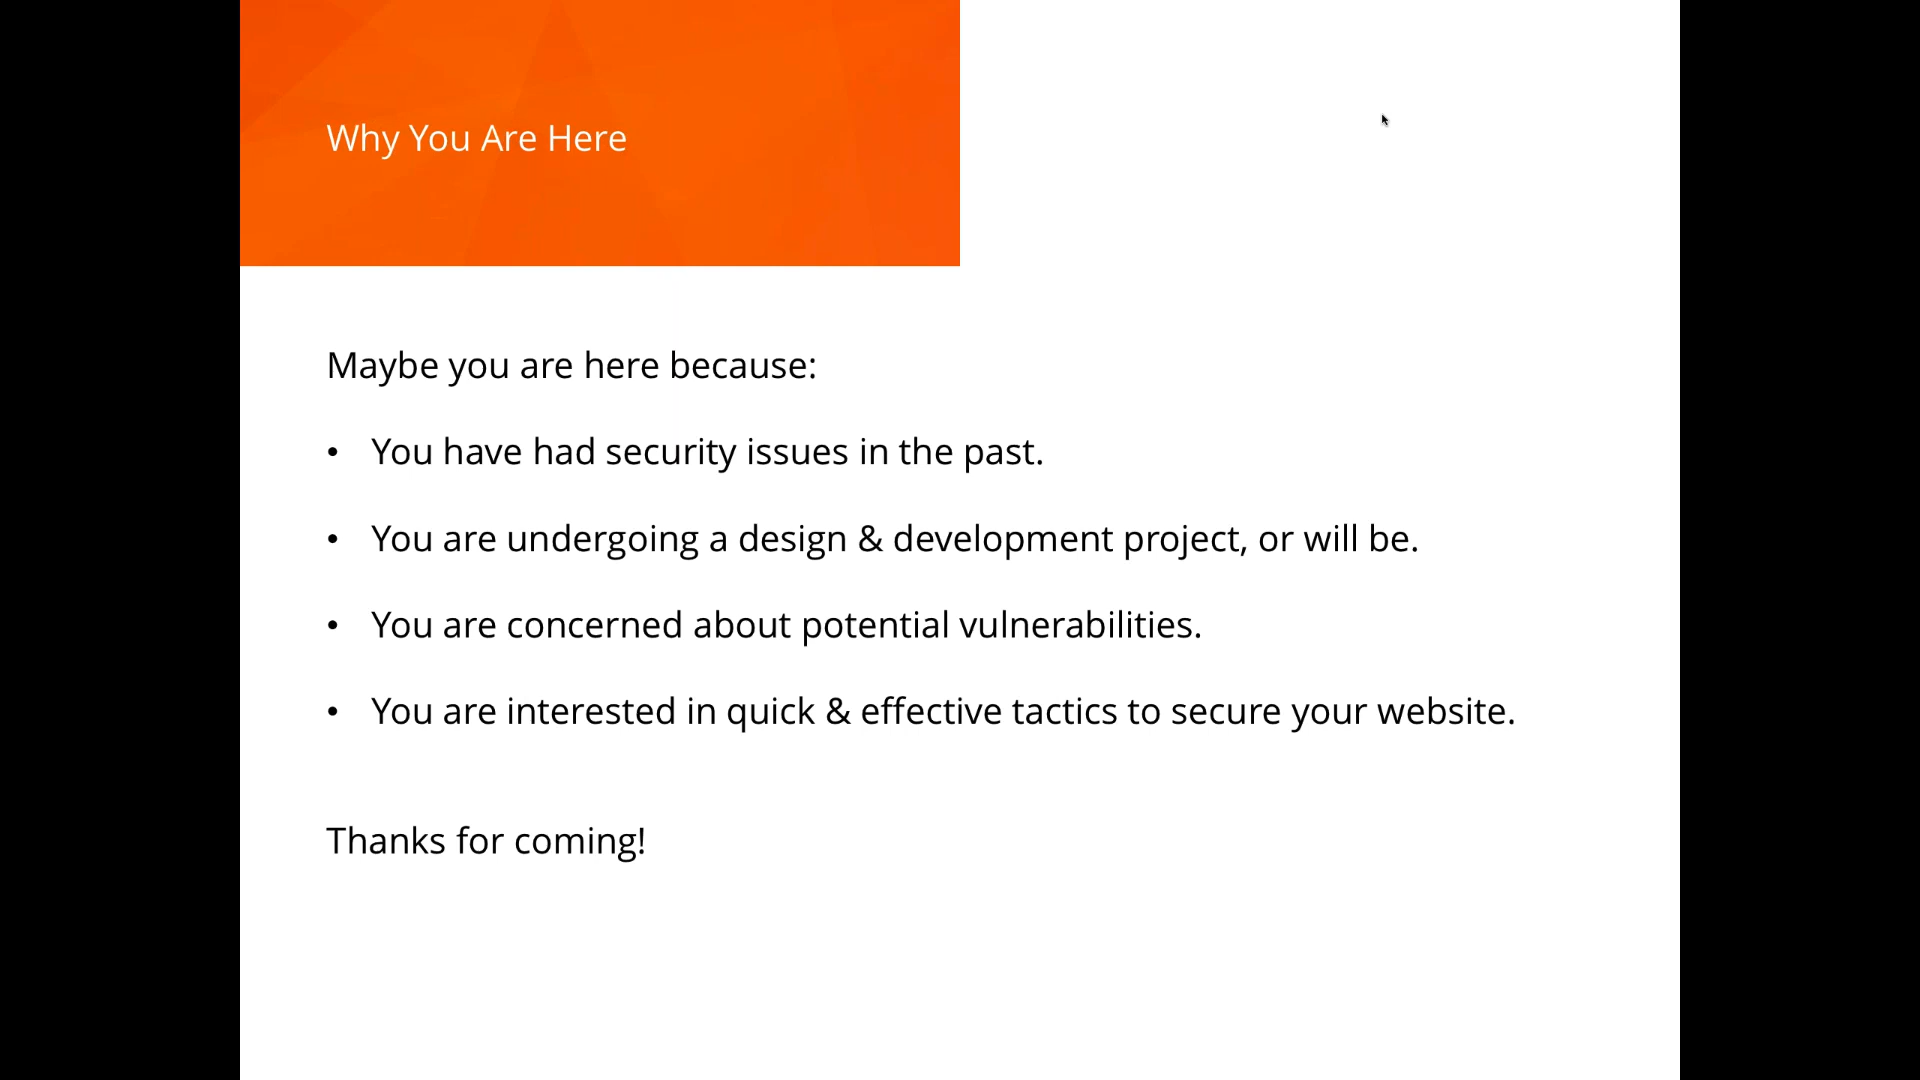 Why You Are Here
Maybe you are here because:
• You have had security issues in the past.
• You are undergoing a design & development project, or will be.
• You are concerned about potential vulnerabilities.
• You are interested in quick & effective tactics to secure your website.
Thanks for coming!